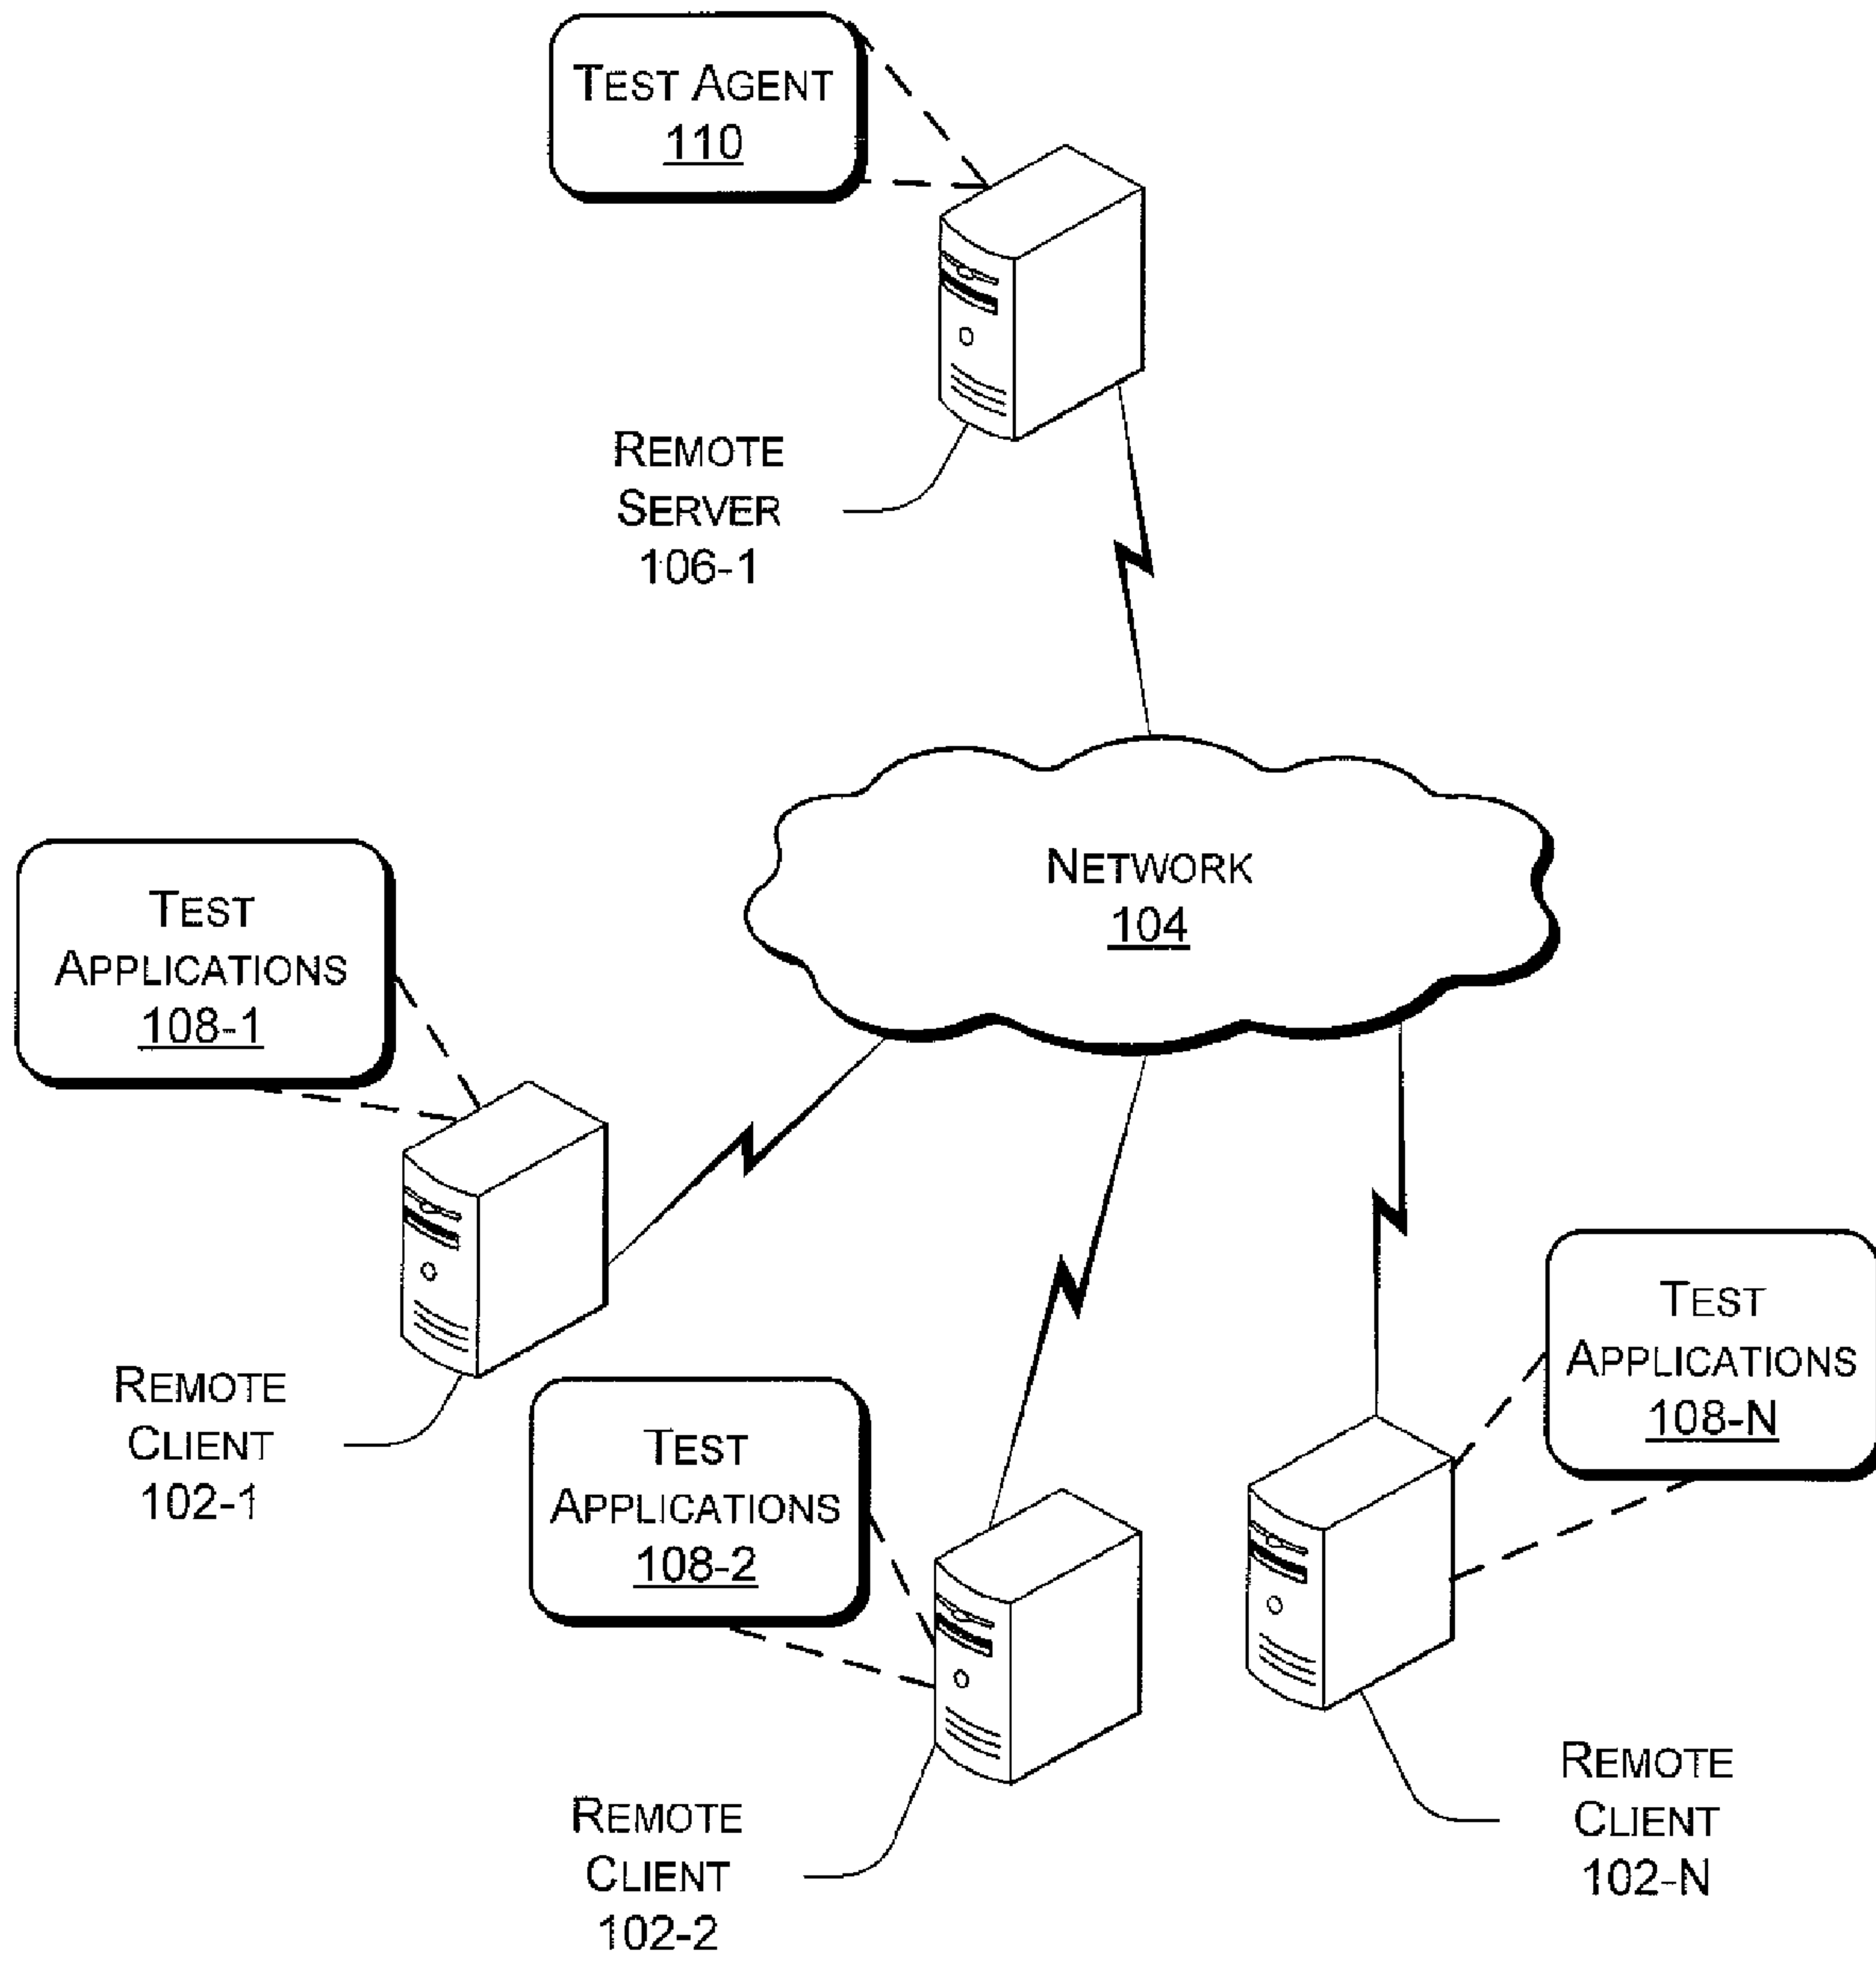 TEST AGENT
110
REMOTE
SERVER
106-1
NETWORK
104
TEST
APPLICATIONS
108-1
REMOTE
CLIENT
102-1
TEST
APPLICATIONS
108-2
REMOTE
CLIENT
102-2
TEST
APPLICATIONS
108-N
REMOTE
CLIENT
102-N